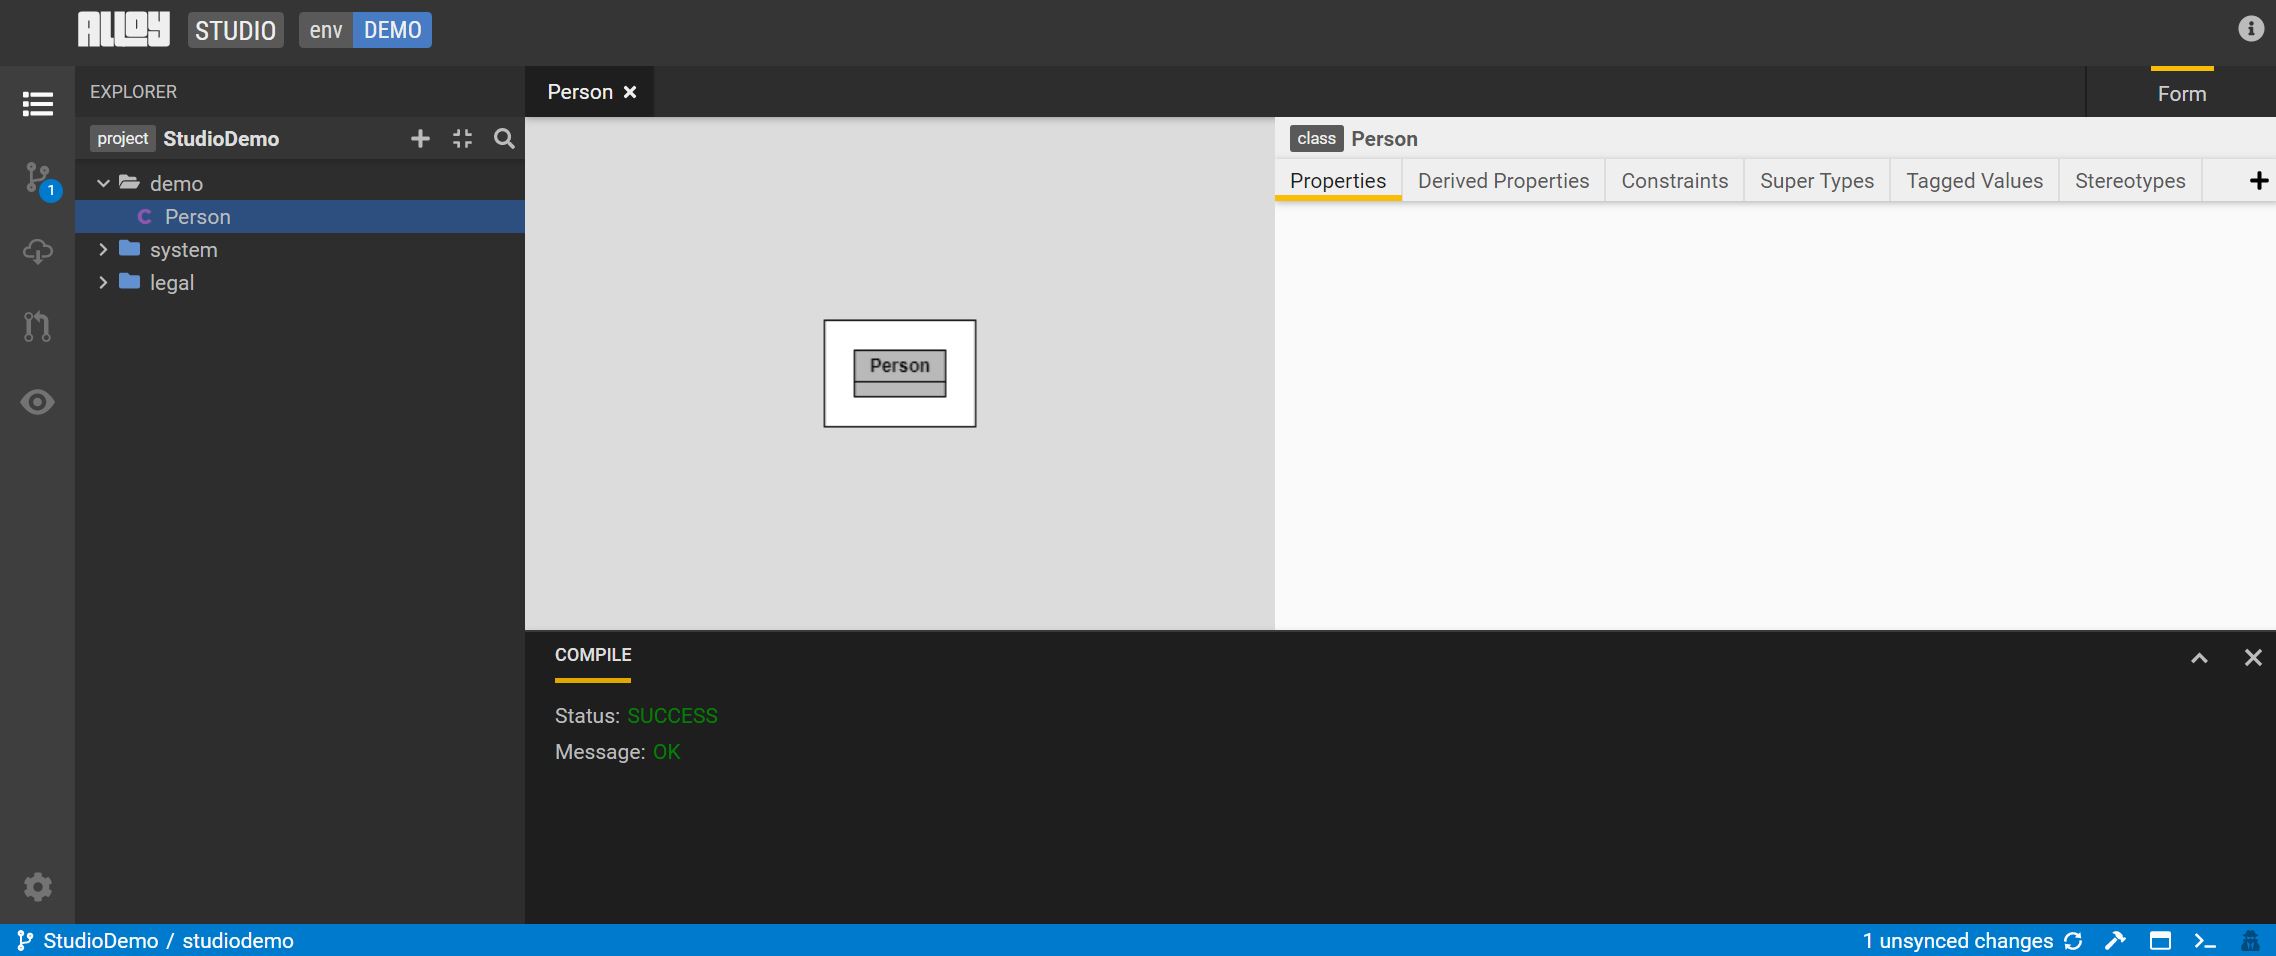 ALLOY STUDIO env DEMO
EXPLORER
project StudioDemo
demo
C Person
system
legal
1
Person
Form
class Person
Properties Derived Properties Constraints Super Types Tagged Values Stereotypes
Person
COMPILE
Status: SUCCESS
Message: OK
StudioDemo / studiodemo
1 unsynced changes